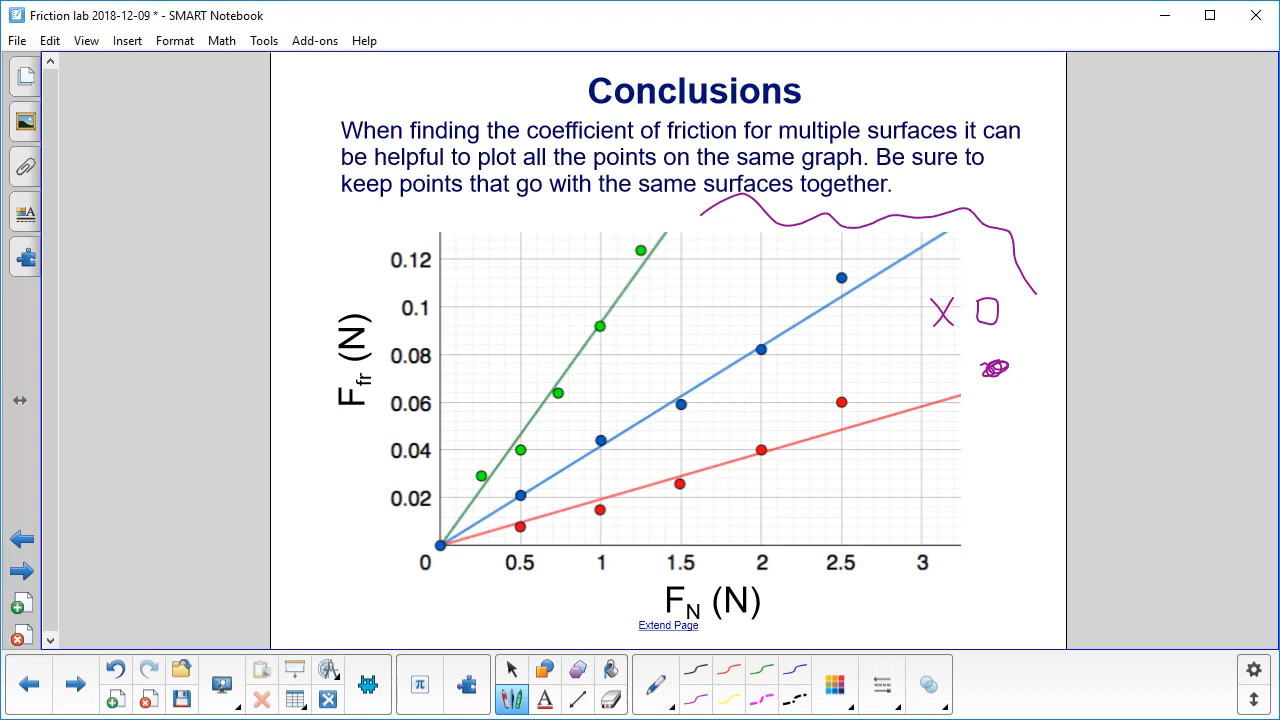 Friction lab 2018-12-09 * - SMART Notebook
File Edit View Insert Format Math Tools Add-ons Help
Conclusions
When finding the coefficient of friction for multiple surfaces it can
be helpful to plot all the points on the same graph. Be sure to
keep points that go with the same surfaces together.
0.12
0.1
0.08
0.06
0.04
0.02
Ffr (N)
X
0 0.5 1 1.5 2 2.5 3
FN (N)
Extend Page
π
A